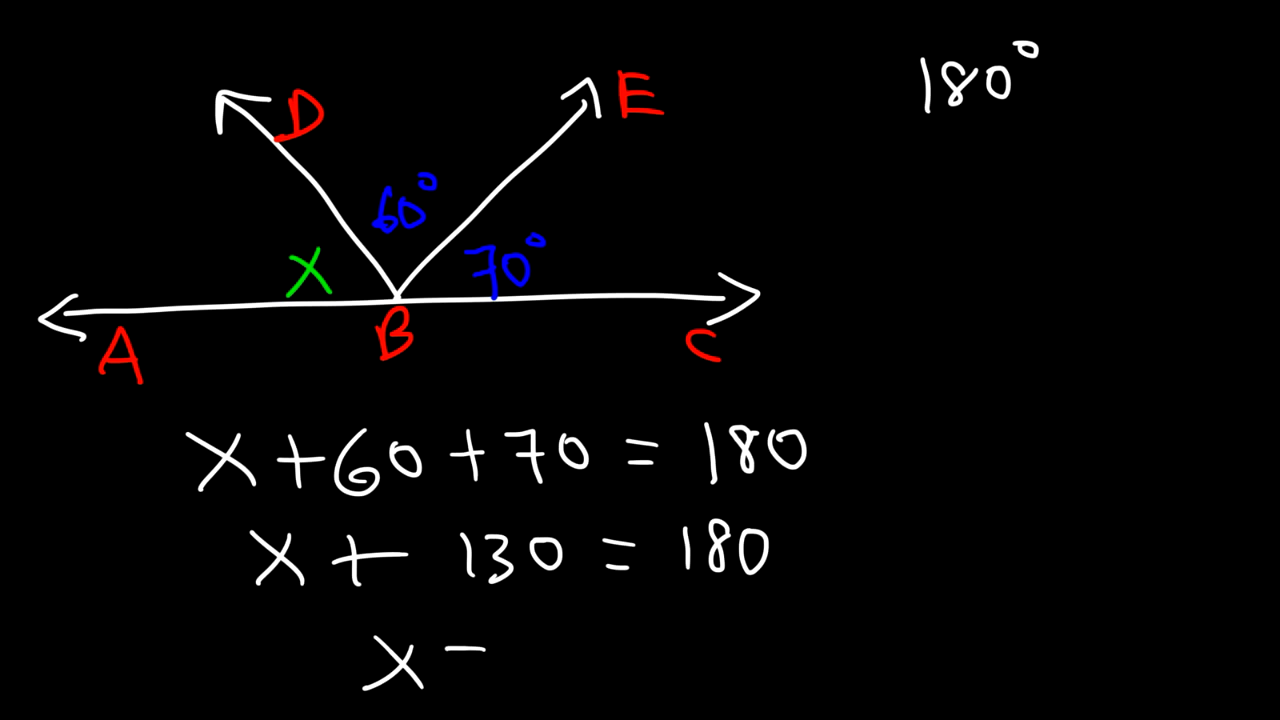 180°
D
E
60°
X
70°
A
B
C
x + 60 + 70 = 180
x + 130 = 180
x -